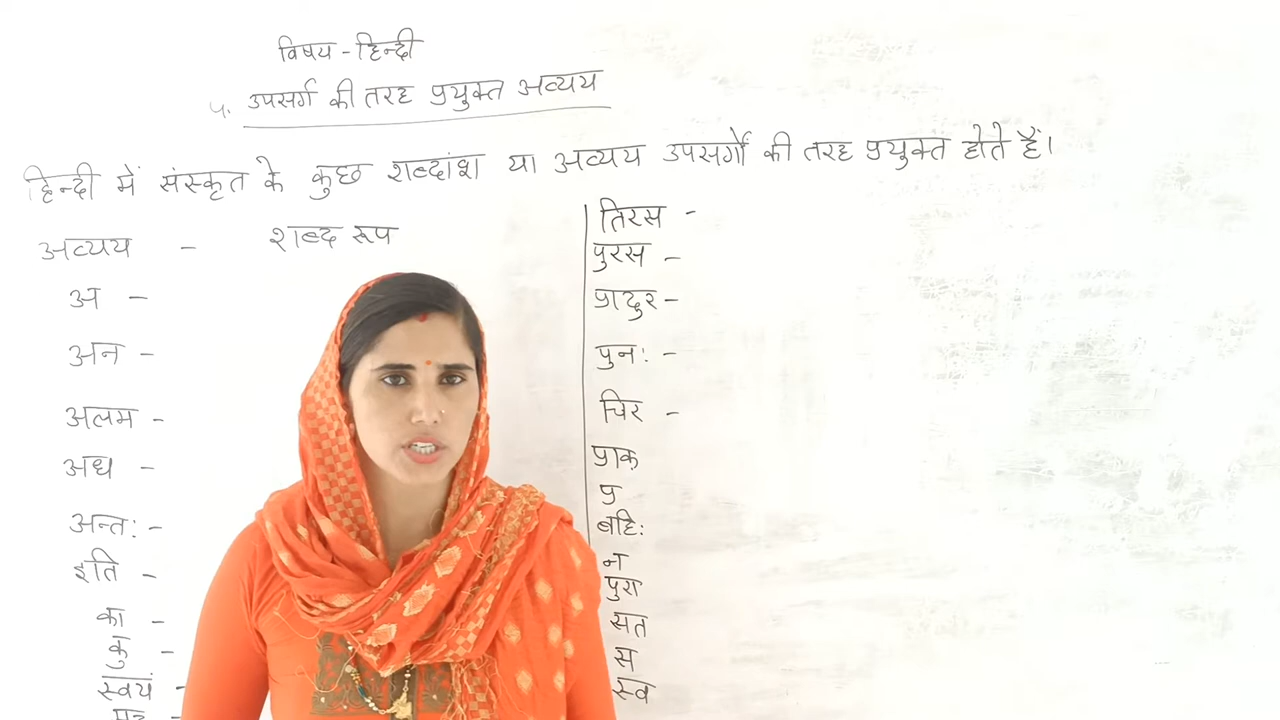 विषय - हिन्दी
५. उपसर्ग की तरह प्रयुक्त अव्यय
हिन्दी में संस्कृत के कुछ शब्दांश या अव्यय उपसर्गों की तरह प्रयुक्त होते हैं।
अव्यय - शब्द रूप
अ -
अन -
अलम -
अध -
अन्तः -
इति -
का -
कु -
स्वयं -
तिरस -
पुरस -
प्रादुर -
पुनः -
चिर -
प्राक
प्र
बहिः
न
पुरा
सत
स
स्व